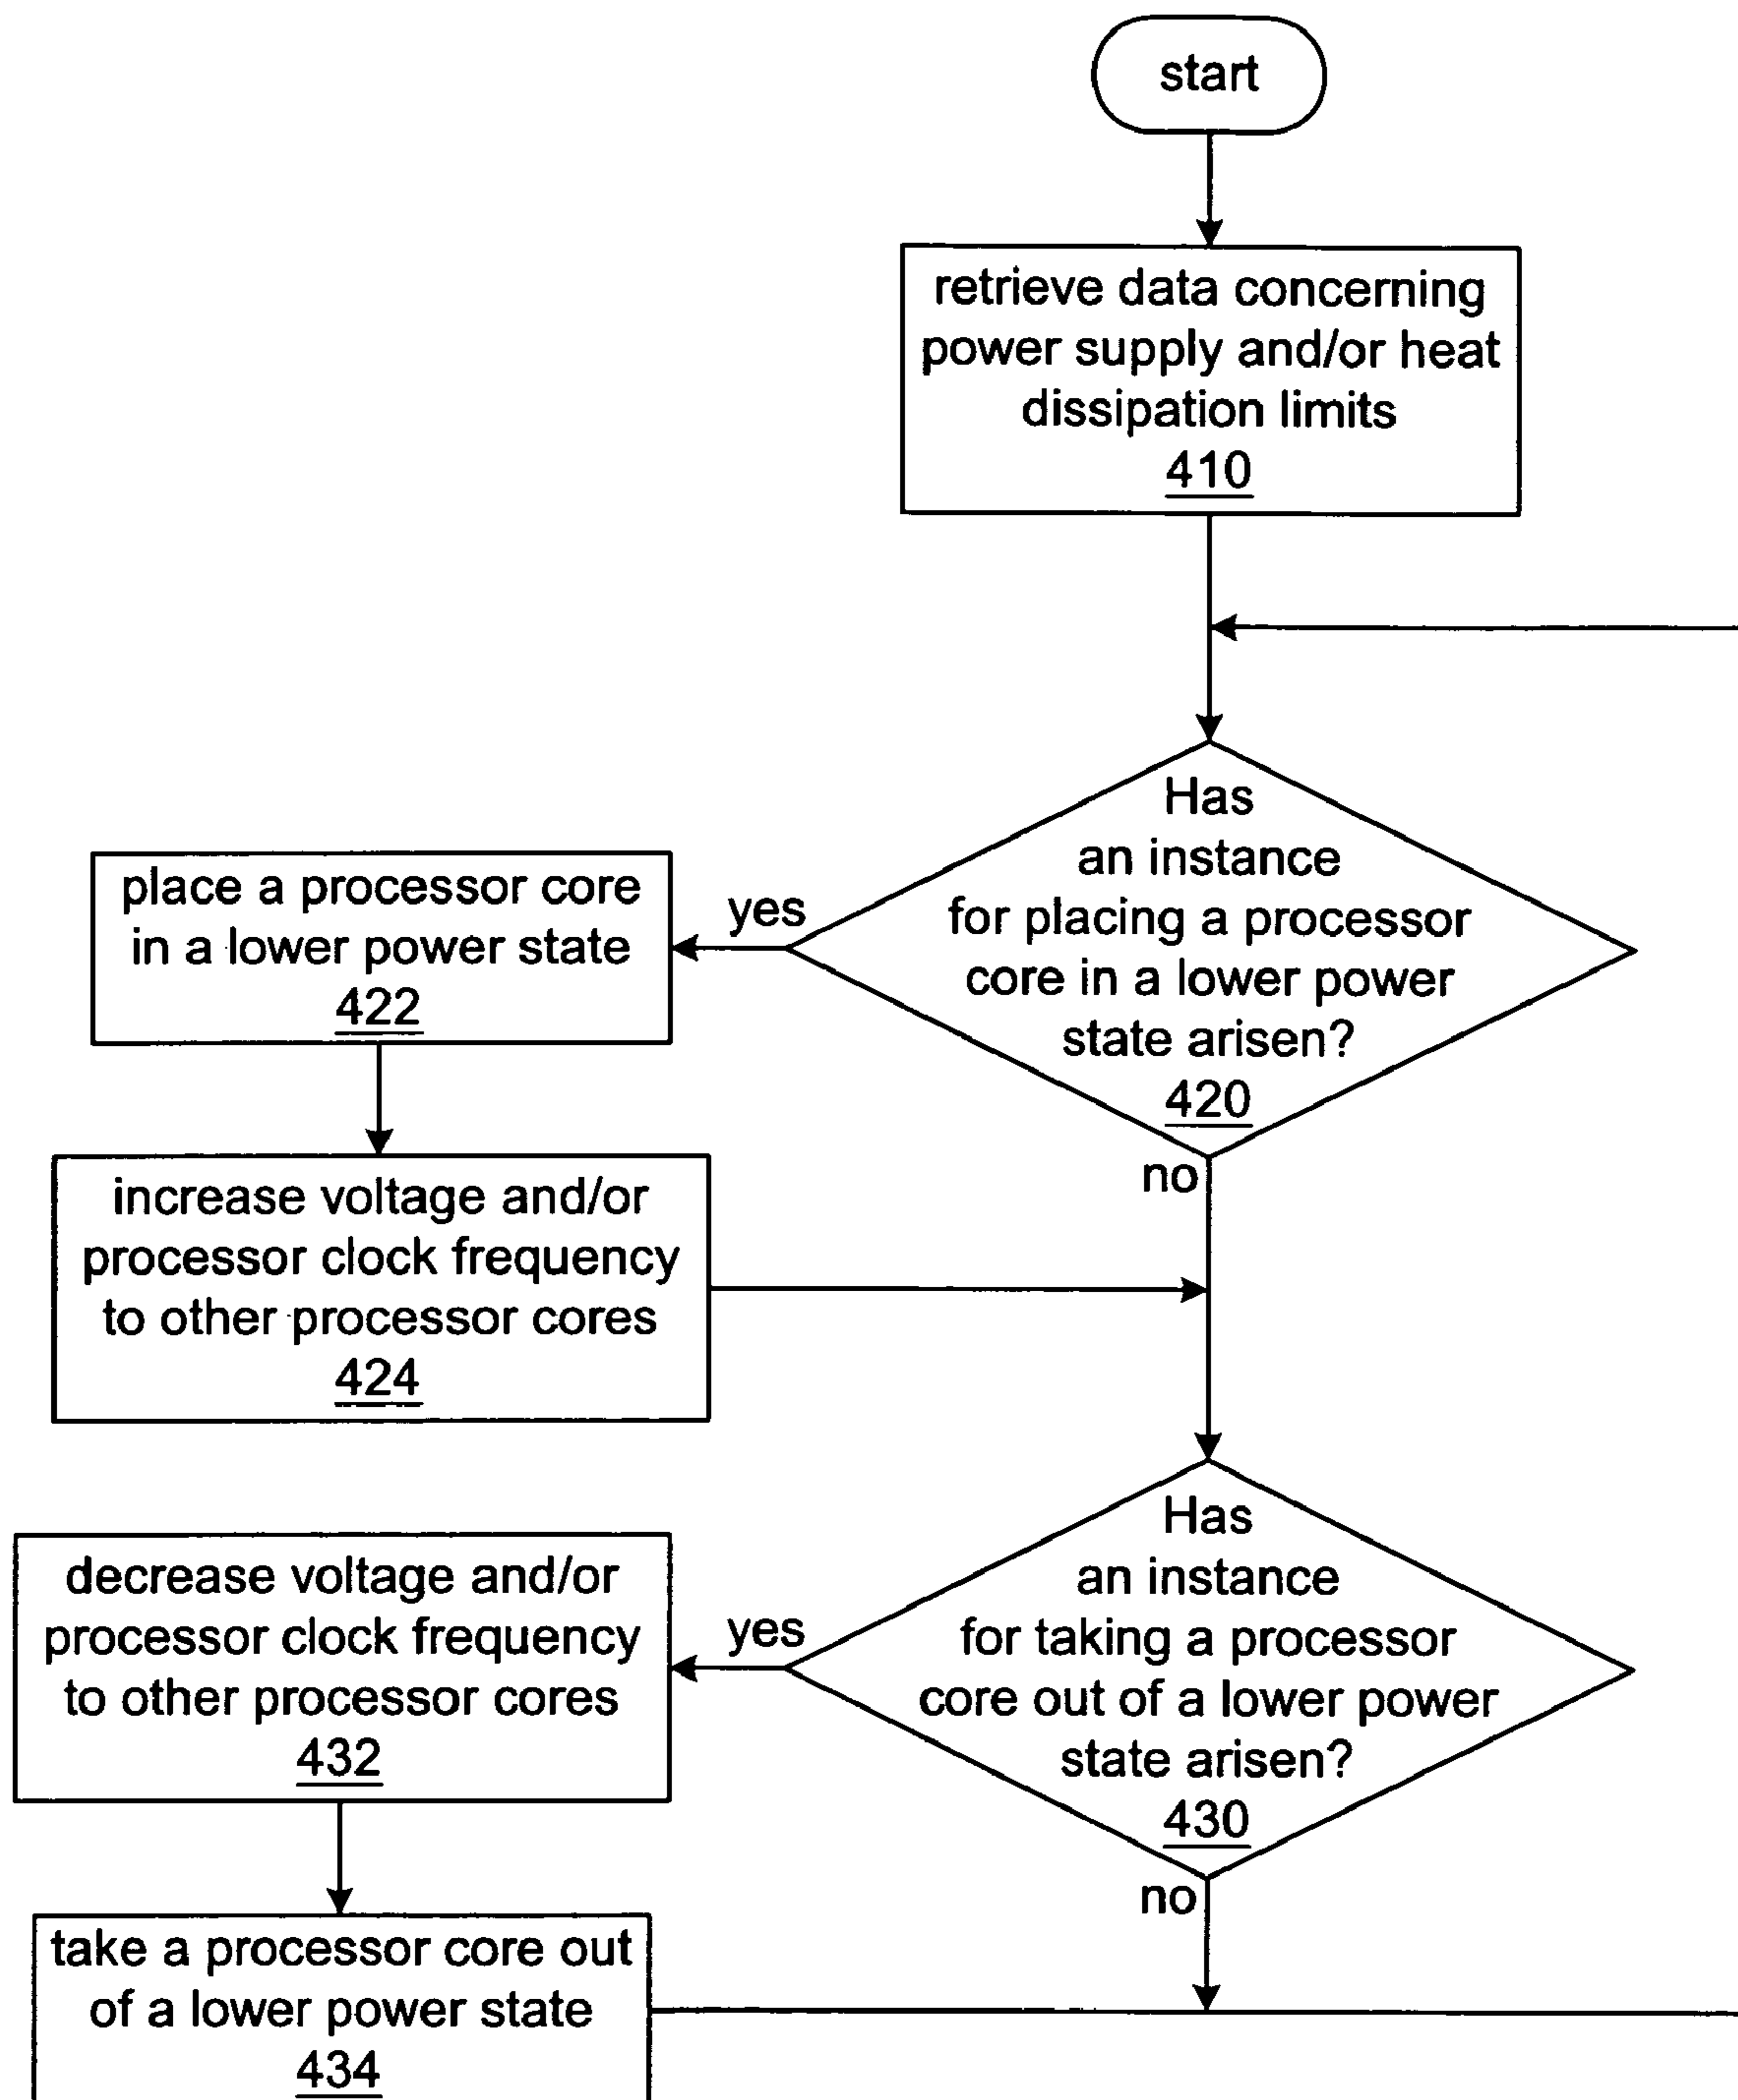 start
retrieve data concerning
power supply and/or heat
dissipation limits
410
Has
an instance
for placing a processor
core in a lower power
state arisen?
420
yes
place a processor core
in a lower power state
422
no
increase voltage and/or
processor clock frequency
to other processor cores
424
Has
an instance
for taking a processor
core out of a lower power
state arisen?
430
yes
decrease voltage and/or
processor clock frequency
to other processor cores
432
no
take a processor core out
of a lower power state
434